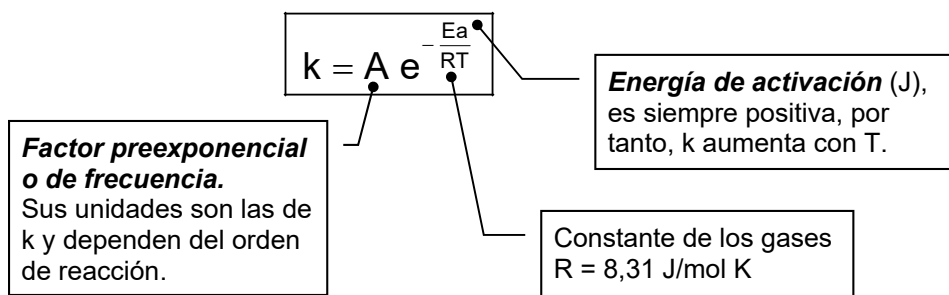 k = A e^{-\frac{Ea}{RT}}
Energía de activación (J),
es siempre positiva, por
tanto, k aumenta con T.
Factor preexponencial
o de frecuencia.
Sus unidades son las de
k y dependen del orden
de reacción.
Constante de los gases
R = 8,31 J/mol K